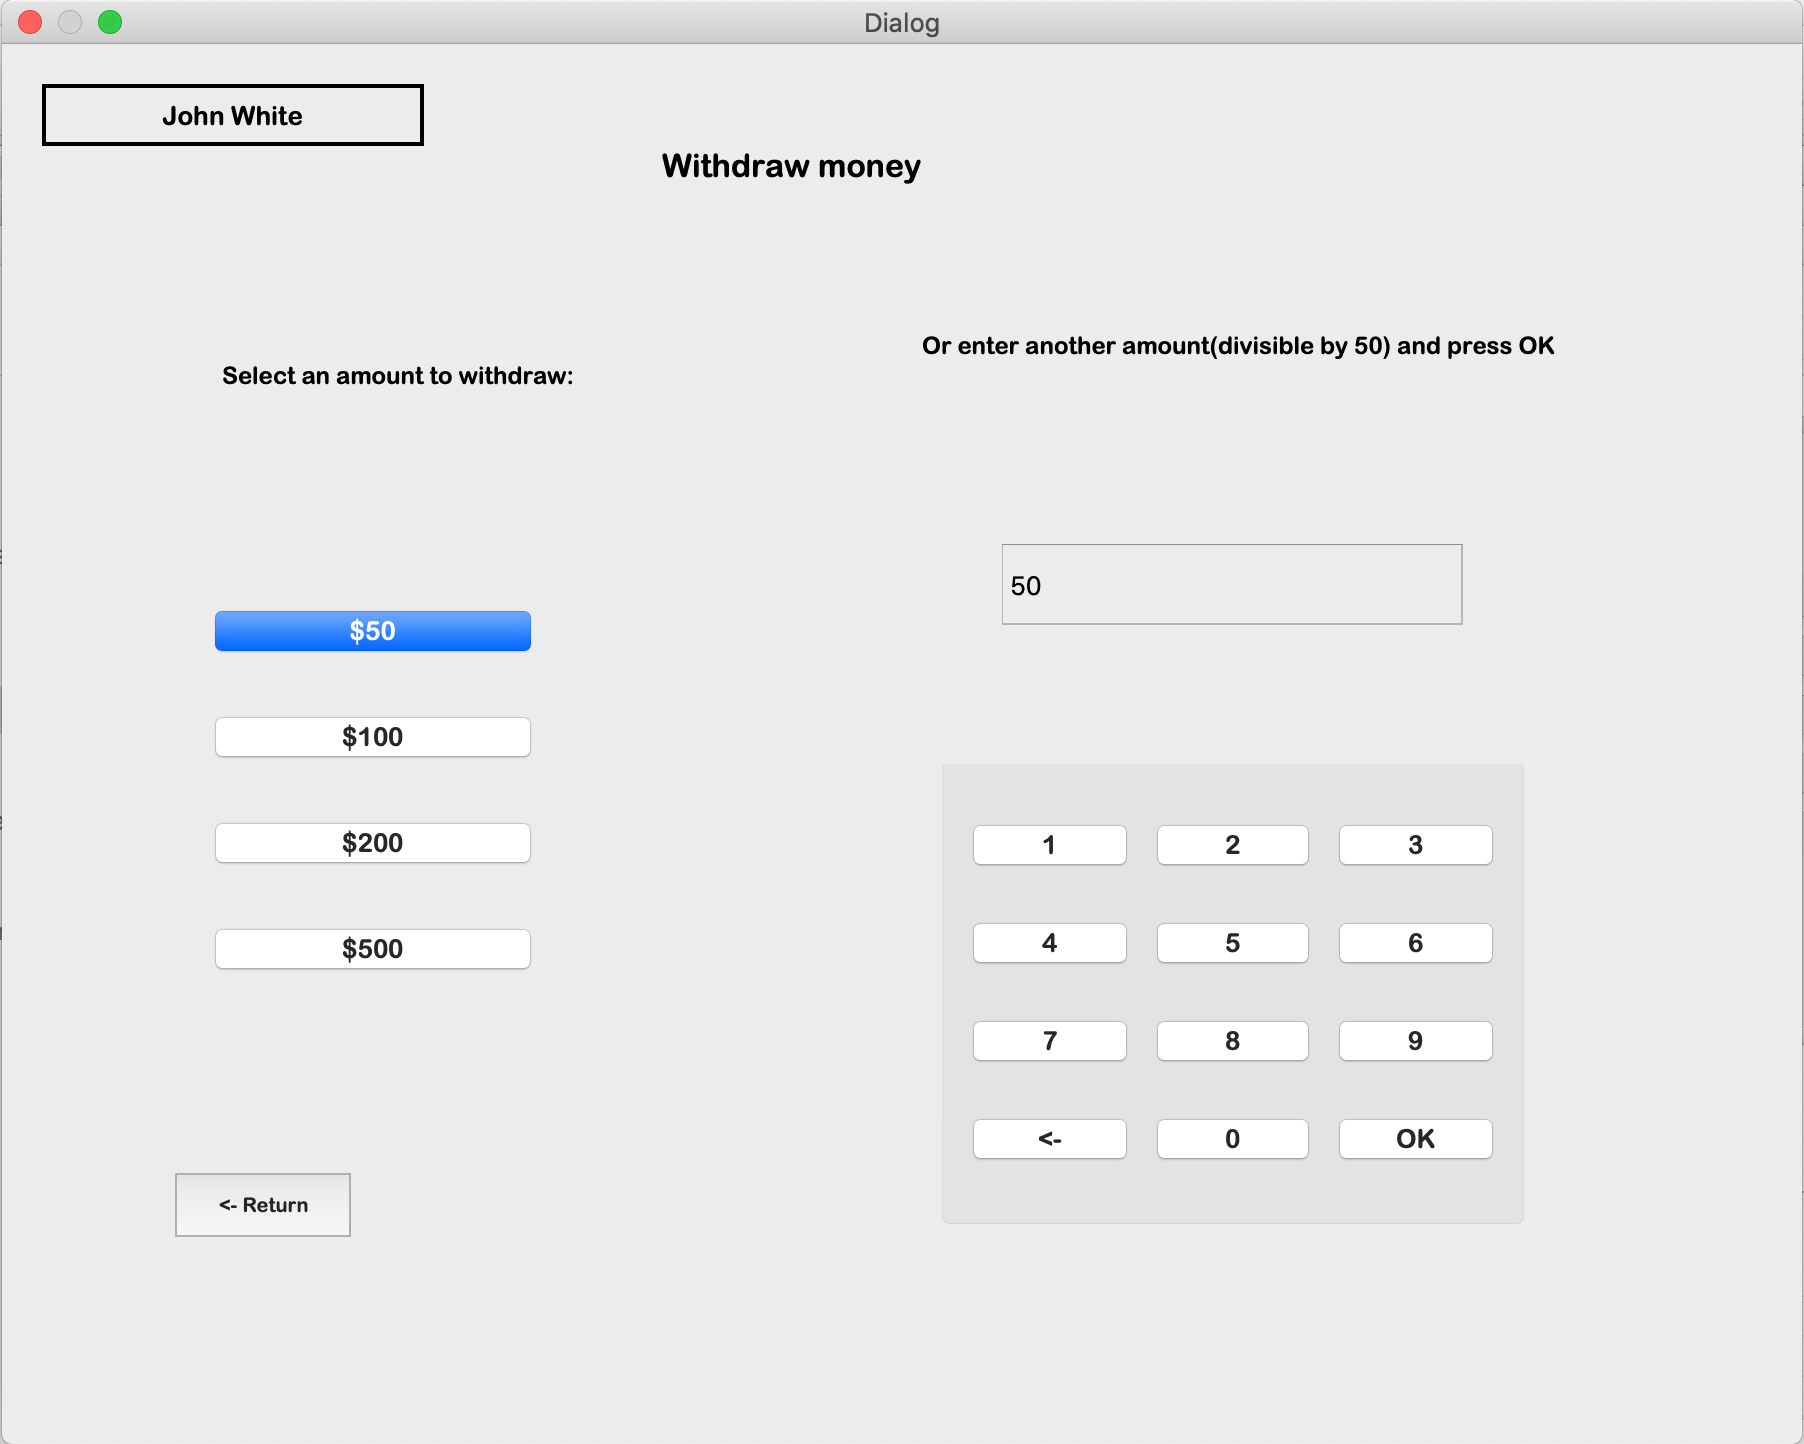 Dialog
John White
Withdraw money
Select an amount to withdraw:
$50
$100
$200
$500
<- Return
Or enter another amount(divisible by 50) and press OK
50
1 2 3
4 5 6
7 8 9
<- 0 OK